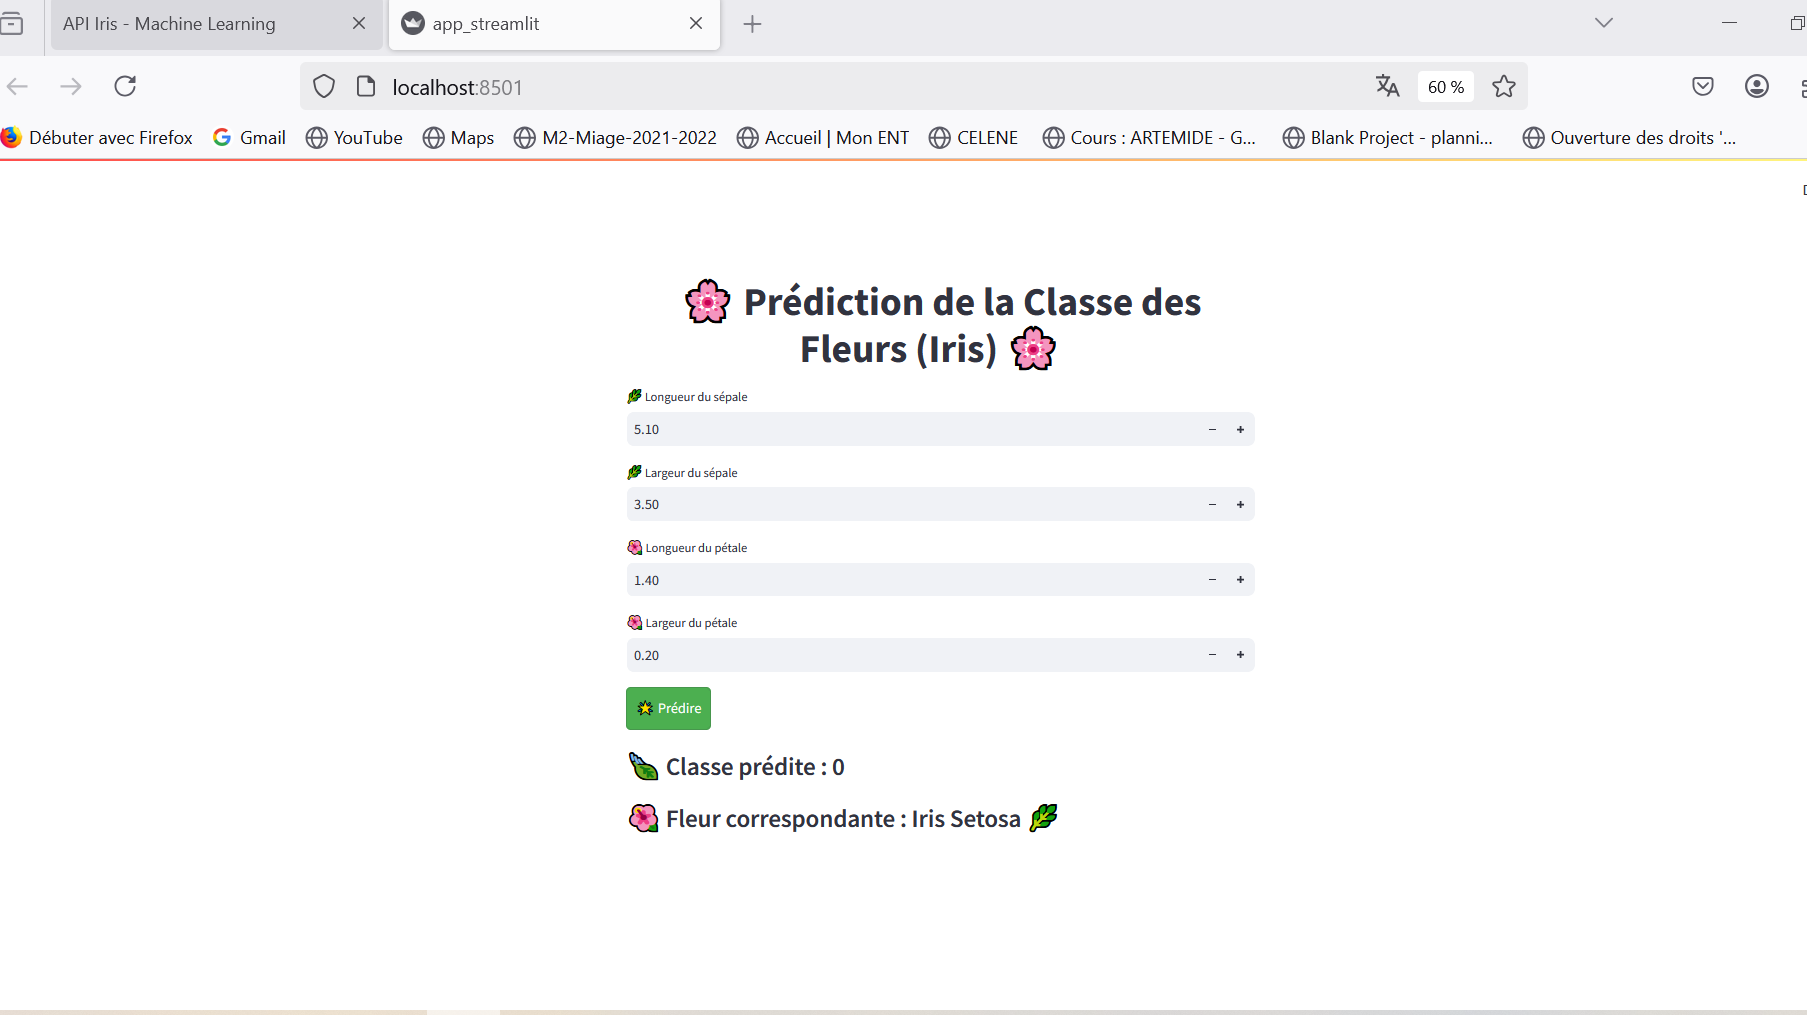 API Iris - Machine Learning
app_streamlit
localhost:8501
60 %
Débuter avec Firefox
Gmail
YouTube
Maps
M2-Miage-2021-2022
Accueil | Mon ENT
CELENE
Cours : ARTEMIDE - G...
Blank Project - planni...
Ouverture des droits '...
Prédiction de la Classe des
Fleurs (Iris)
Longueur du sépale
5.10
Largeur du sépale
3.50
Longueur du pétale
1.40
Largeur du pétale
0.20
Prédire
Classe prédite : 0
Fleur correspondante : Iris Setosa